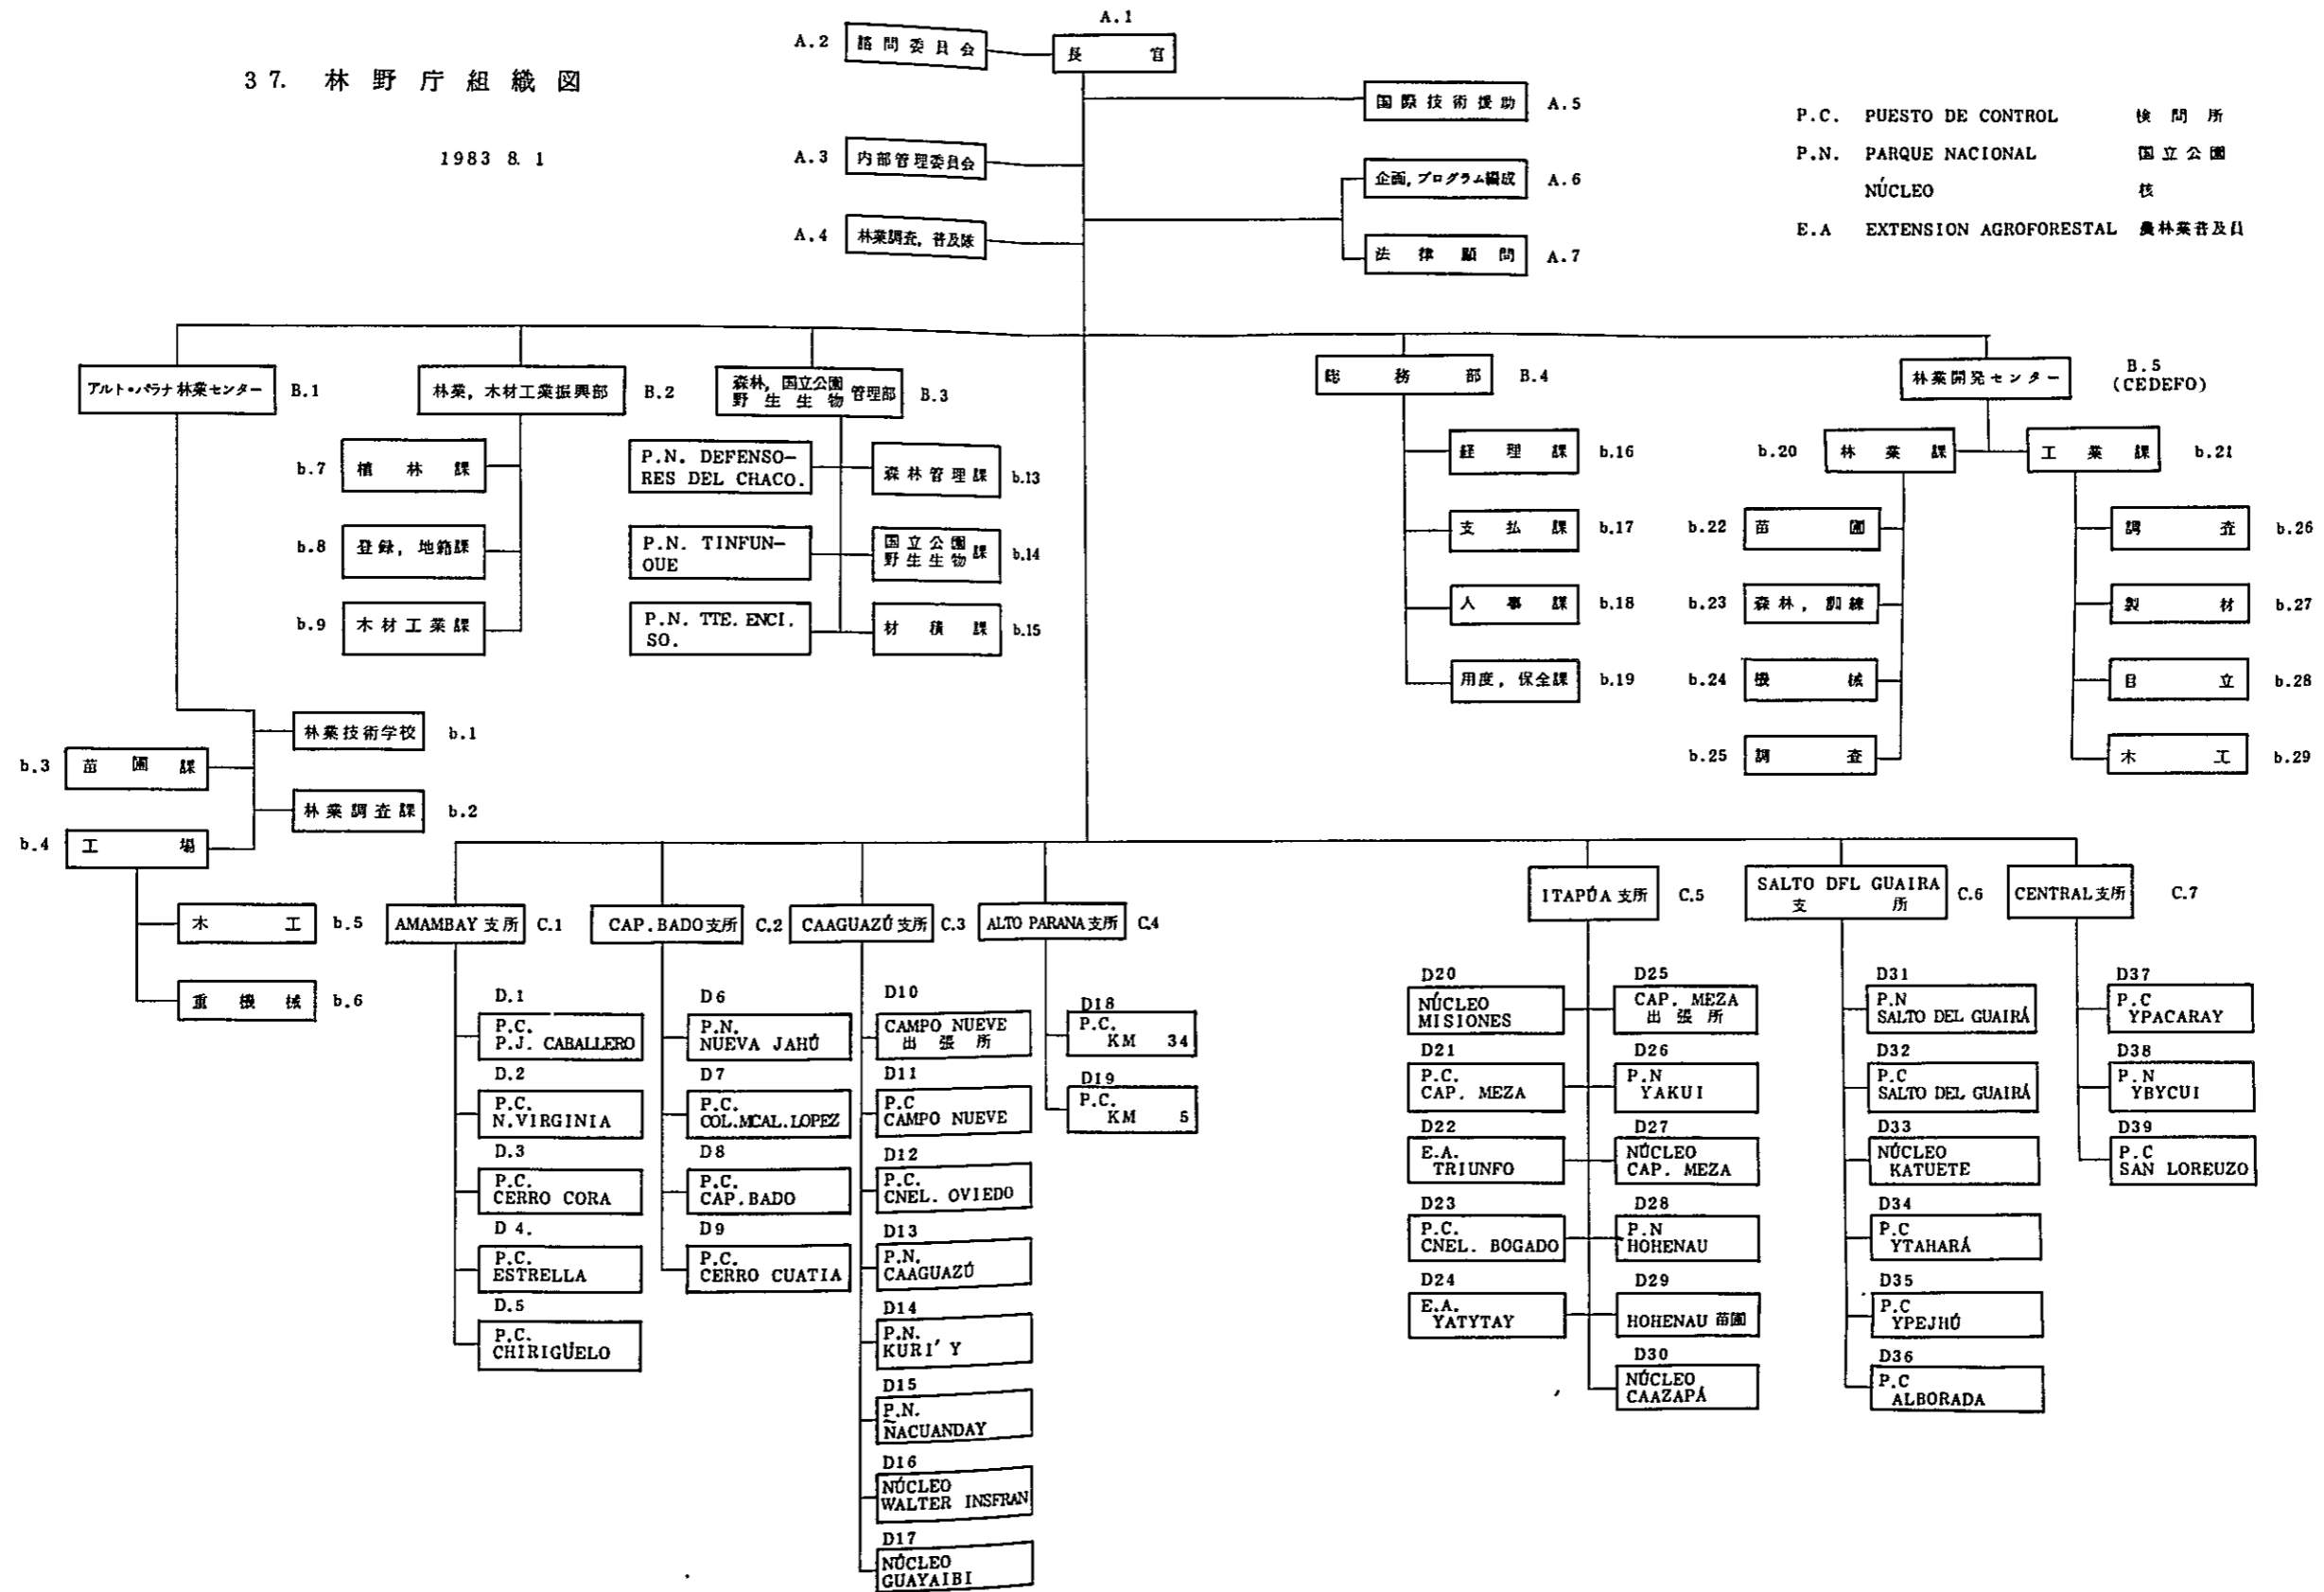 37. 林野庁組織図
1983 8. 1
A.1
長官
A.2 諮問委員会
国際技術援助 A.5
A.3 内部管理委員会
企画, プログラム編成 A.6
A.4 林業調査, 普及隊
法律顧問 A.7
P.C. PUESTO DE CONTROL 検問所
P.N. PARQUE NACIONAL 国立公園
NÚCLEO 核
E.A EXTENSION AGROFORESTAL 農林業普及員
アルト・パラナ林業センター B.1
林業, 木材工業振興部 B.2
森林, 国立公園
野生生物 管理部 B.3
総務部 B.4
林業開発センター B.5
(CEDEFO)
b.7 植林課
b.8 登録, 地籍課
b.9 木材工業課
P.N. DEFENSO-
RES DEL CHACO.
森林管理課 b.13
P.N. TINFUN-
QUE
国立公園
野生生物 課 b.14
P.N. TTE. ENCI.
SO.
材積課 b.15
経理課 b.16
支払課 b.17
人事課 b.18
用度, 保全課 b.19
b.20 林業課
工業課 b.21
b.22 苗圃
b.23 森林, 訓練
b.24 機械
b.25 調査
調査 b.26
製材 b.27
目立 b.28
木工 b.29
林業技術学校 b.1
b.3 苗圃課
林業調査課 b.2
b.4 工場
木工 b.5
重機械 b.6
AMAMBAY 支所 C.1
D.1
P.C.
P.J. CABALLERO
D.2
P.C.
N.VIRGINIA
D.3
P.C.
CERRO CORA
D 4.
P.C.
ESTRELLA
D.5
P.C.
CHIRIGÜELO
CAP.BADO支所 C.2
D6
P.N.
NUEVA JAHÚ
D7
P.C.
COL.MCAL.LOPEZ
D8
P.C.
CAP.BADO
D9
P.C.
CERRO CUATIA
CAAGUAZÚ支所 C.3
D10
CAMPO NUEVE
出張所
D11
P.C
CAMPO NUEVE
D12
P.C.
CNEL. OVIEDO
D13
P.N.
CAAGUAZÚ
D14
P.N.
KURI' Y
D15
P.N.
ÑACUANDAY
D16
NÚCLEO
WALTER INSFRAN
D17
NÚCLEO
GUAYAIBI
ALTO PARANA支所 C.4
D18
P.C.
KM 34
D19
P.C.
KM 5
ITAPÚA 支所 C.5
D20
NÚCLEO
MISIONES
D21
P.C.
CAP. MEZA
D22
E.A.
TRIUNFO
D23
P.C.
CNEL. BOGADO
D24
E.A.
YATYTAY
D25
CAP. MEZA
出張所
D26
P.N
YAKUI
D27
NÚCLEO
CAP. MEZA
D28
P.N
HOHENAU
D29
HOHENAU 苗圃
D30
NÚCLEO
CAAZAPÁ
SALTO DFL GUAIRA
支所 C.6
D31
P.N
SALTO DEL GUAIRÁ
D32
P.C
SALTO DEL GUAIRÁ
D33
NÚCLEO
KATUETE
D34
P.C
YTAHARÁ
D35
P.C
YPEJHÚ
D36
P.C
ALBORADA
CENTRAL支所 C.7
D37
P.C
YPACARAY
D38
P.N
YBYCUI
D39
P.C
SAN LOREUZO